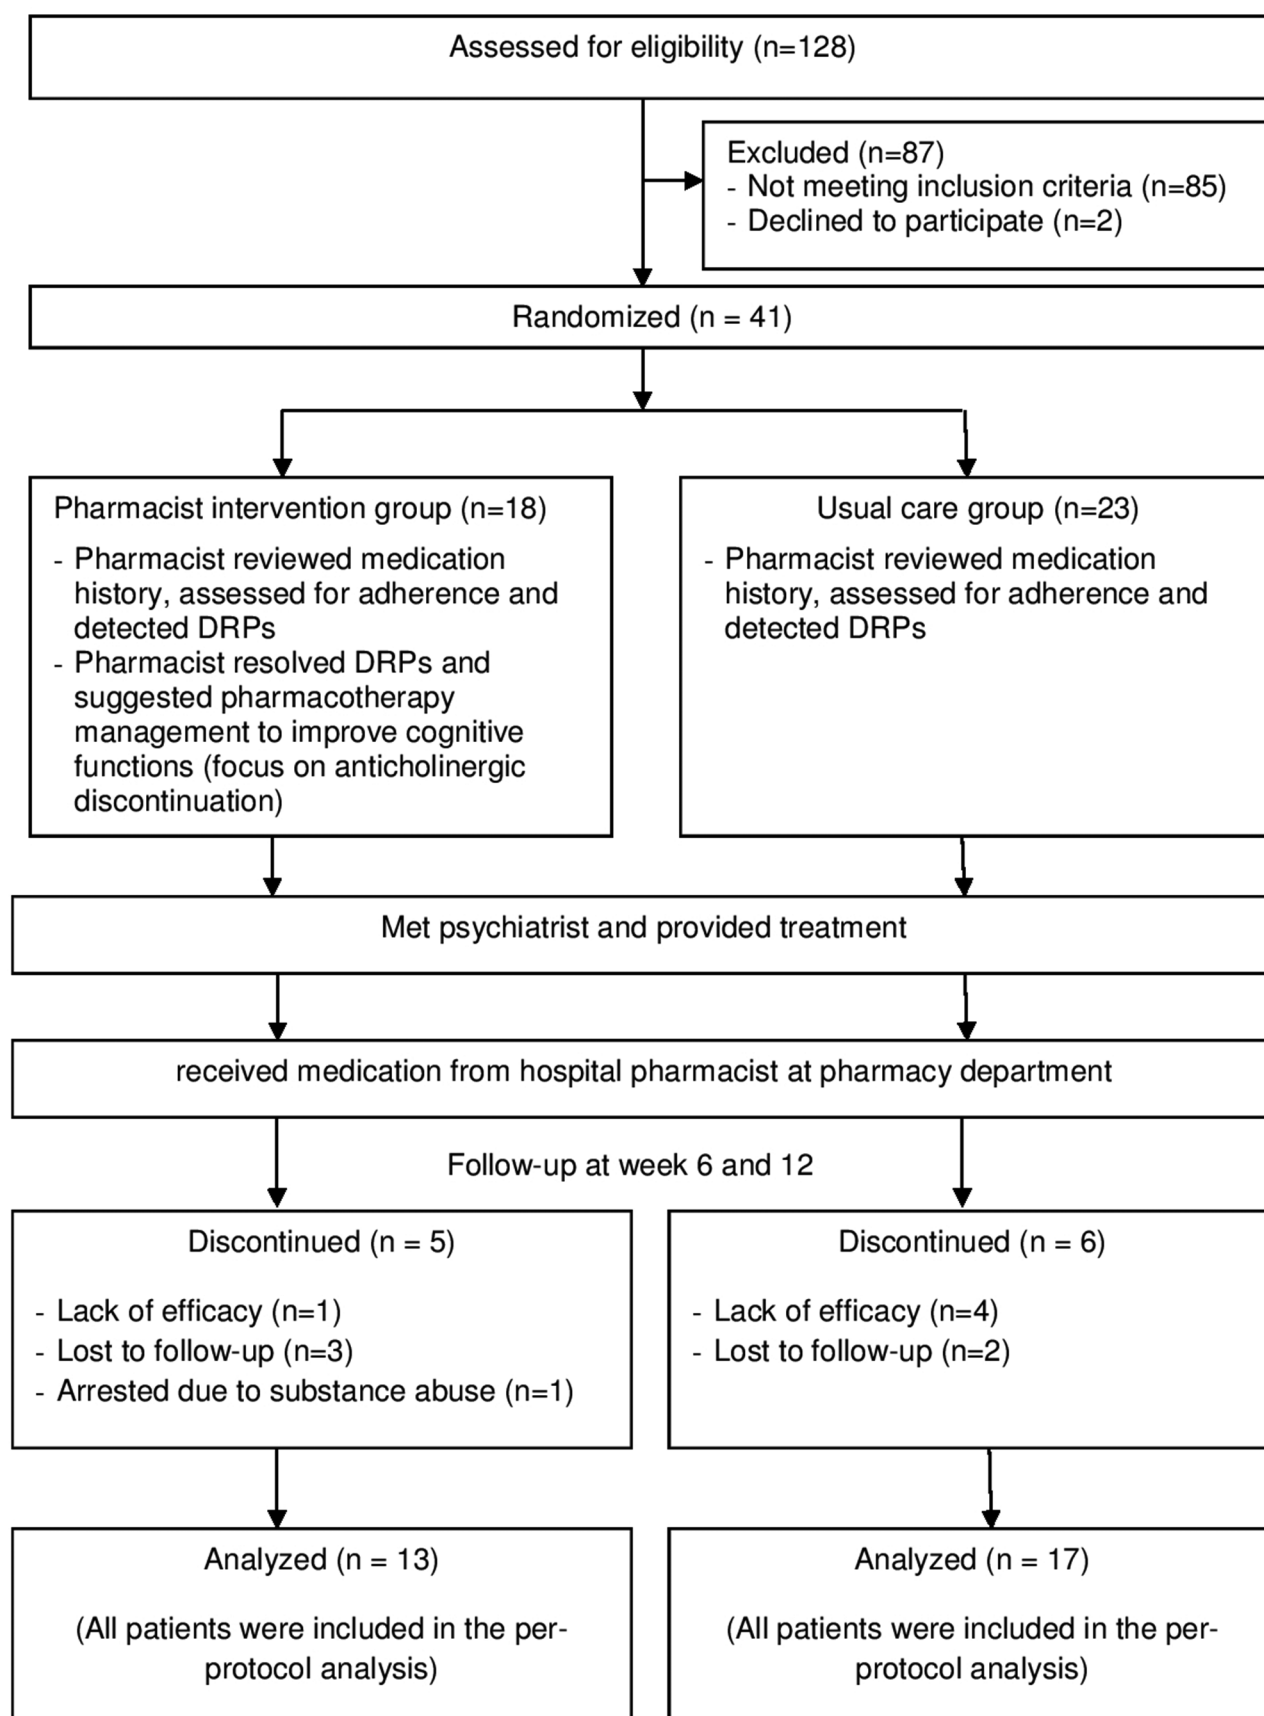 Assessed for eligibility (n=128)
Excluded (n=87)
- Not meeting inclusion criteria (n=85)
- Declined to participate (n=2)
Randomized (n = 41)
Pharmacist intervention group (n=18)
- Pharmacist reviewed medication
history, assessed for adherence and
detected DRPs
- Pharmacist resolved DRPs and
suggested pharmacotherapy
management to improve cognitive
functions (focus on anticholinergic
discontinuation)
Usual care group (n=23)
- Pharmacist reviewed medication
history, assessed for adherence and
detected DRPs
Met psychiatrist and provided treatment
received medication from hospital pharmacist at pharmacy department
Follow-up at week 6 and 12
Discontinued (n = 5)
- Lack of efficacy (n=1)
- Lost to follow-up (n=3)
- Arrested due to substance abuse (n=1)
Discontinued (n = 6)
- Lack of efficacy (n=4)
- Lost to follow-up (n=2)
Analyzed (n = 13)
(All patients were included in the per-
protocol analysis)
Analyzed (n = 17)
(All patients were included in the per-
protocol analysis)